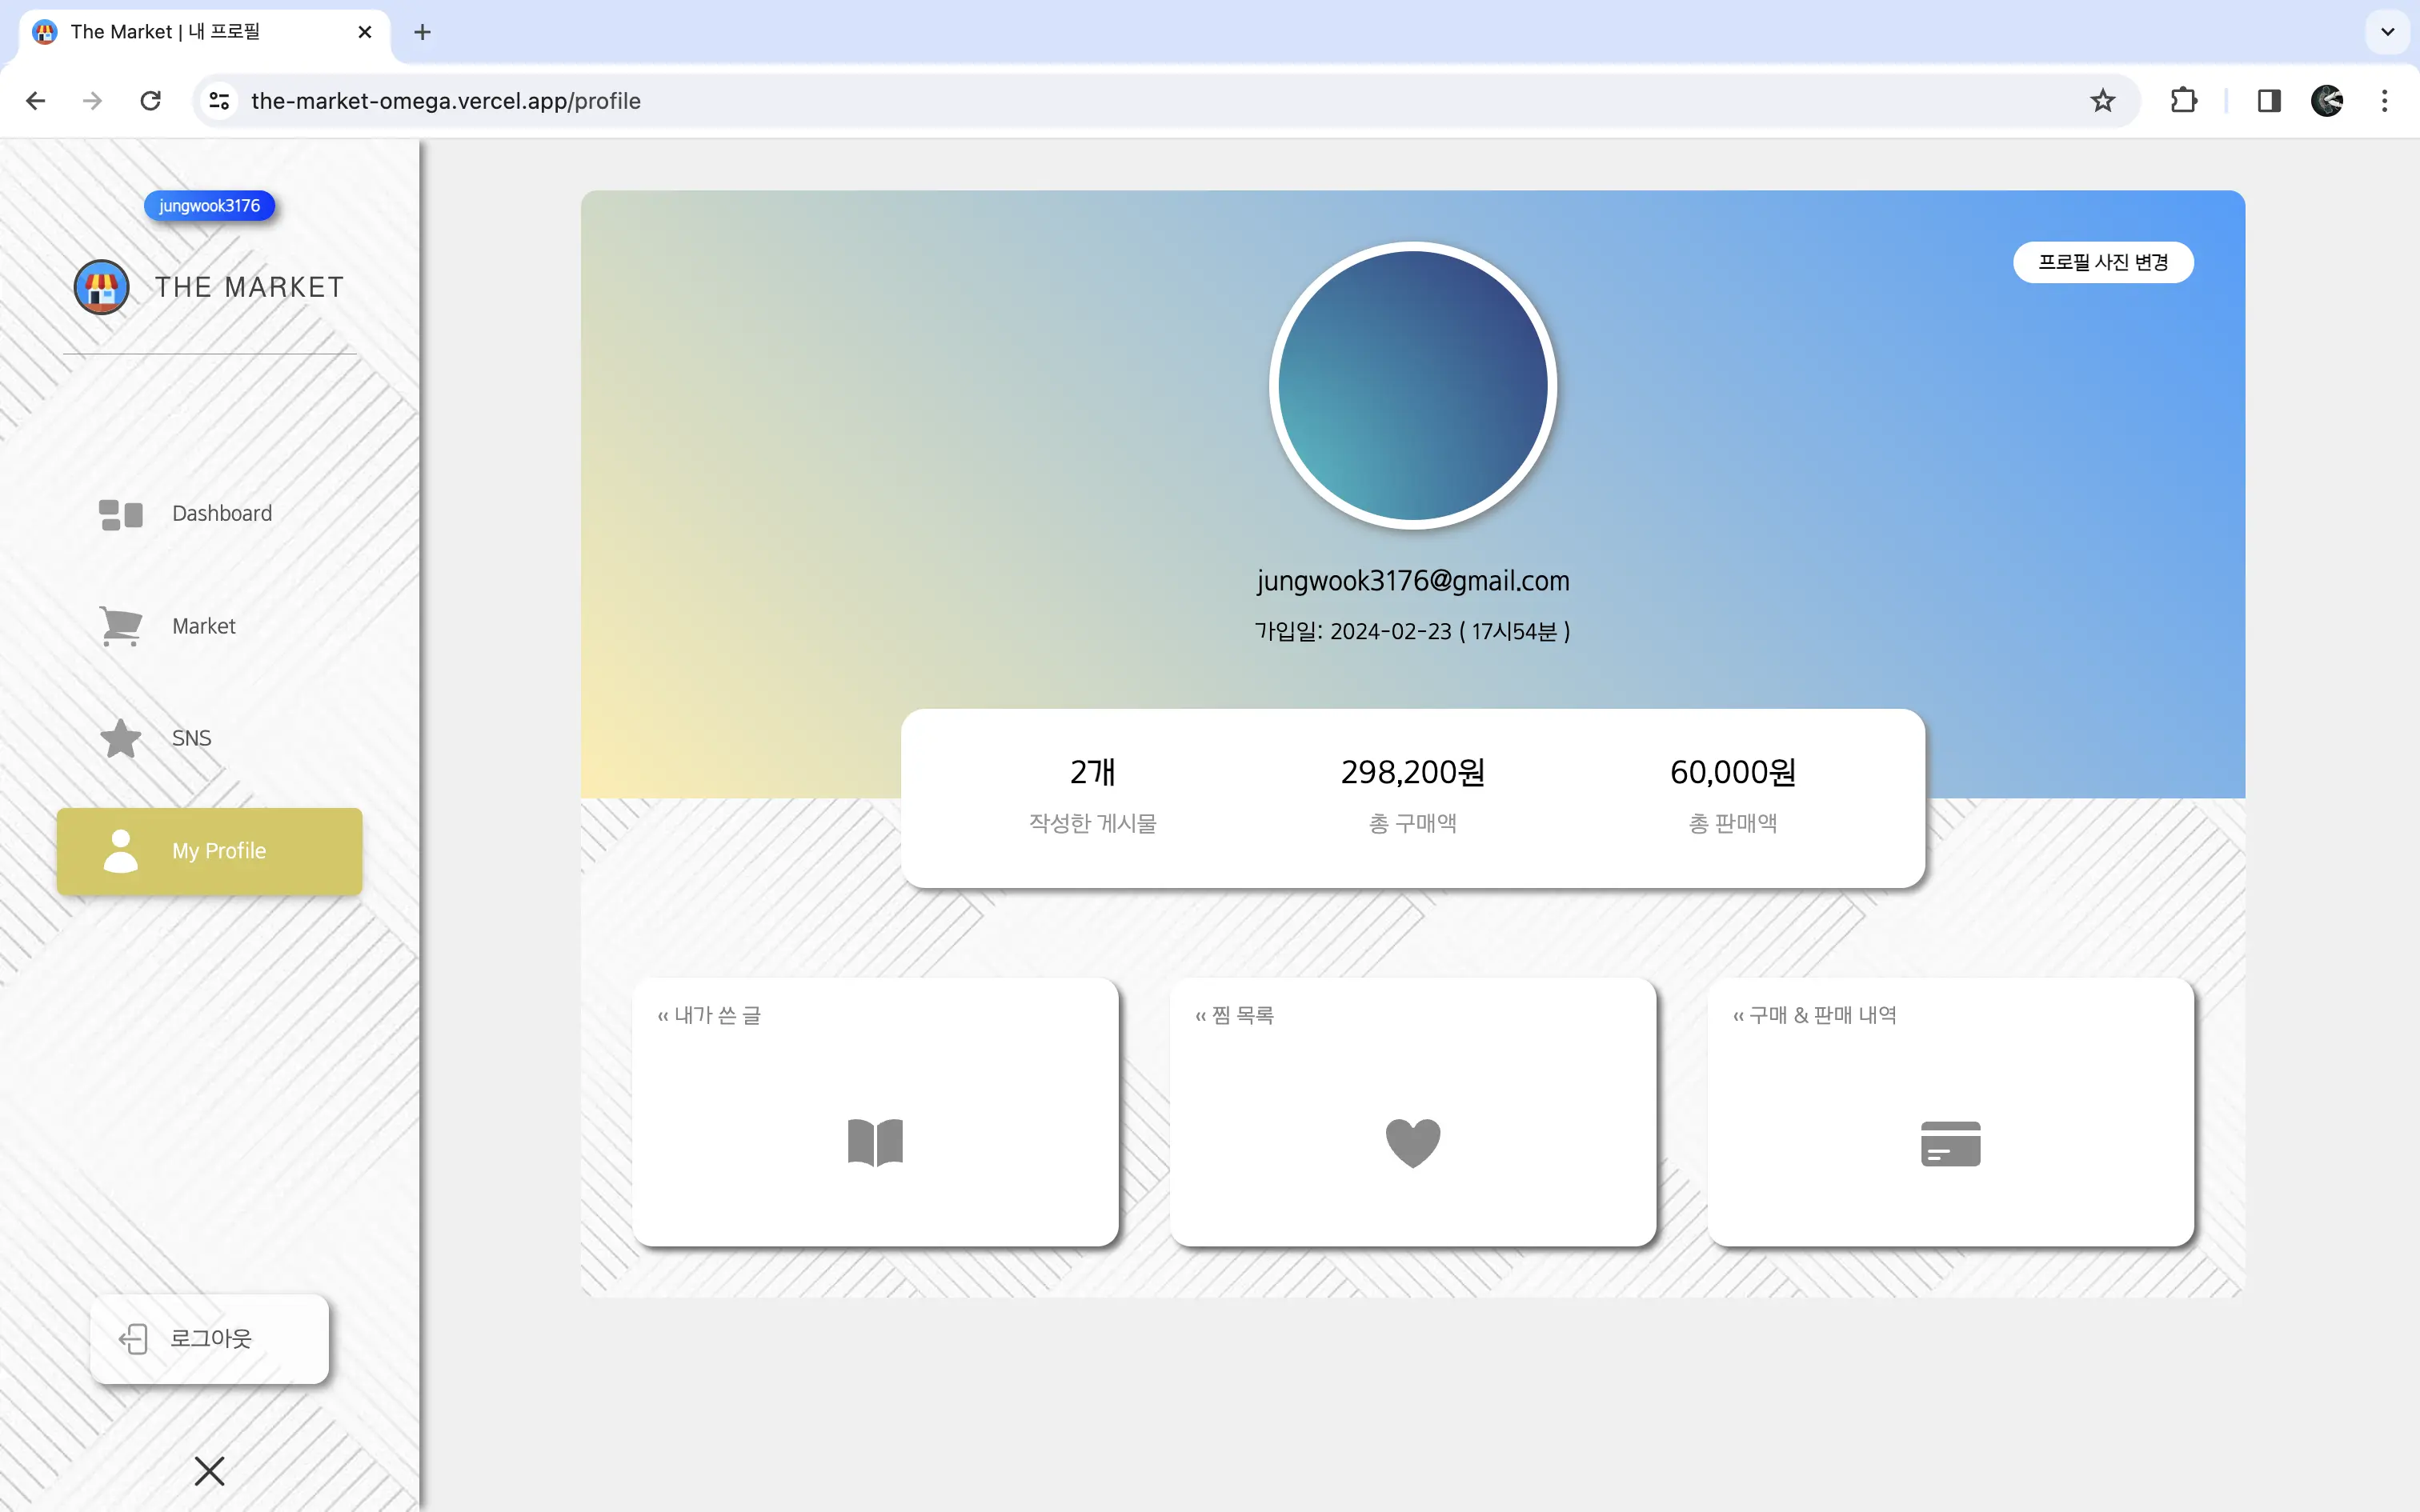 The Market | 내 프로필
the-market-omega.vercel.app/profile
jungwook3176
THE MARKET
Dashboard
Market
SNS
My Profile
로그아웃
프로필 사진 변경
jungwook3176@gmail.com
가입일: 2024-02-23 ( 17시54분 )
2개
작성한 게시물
298,200원
총 구매액
60,000원
총 판매액
‹‹ 내가 쓴 글
‹‹ 찜 목록
‹‹ 구매 & 판매 내역